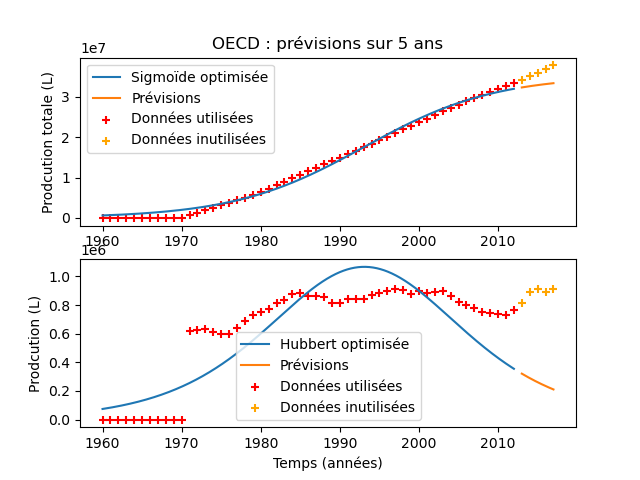 OECD : prévisions sur 5 ans
1e7
Prodcution totale (L)
3
2
1
0
Sigmoïde optimisée
Prévisions
Données utilisées
Données inutilisées
1960 1970 1980 1990 2000 2010
1e6
Prodcution (L)
1.0
0.8
0.6
0.4
0.2
0.0
Hubbert optimisée
Prévisions
Données utilisées
Données inutilisées
1960 1970 1980 1990 2000 2010
Temps (années)